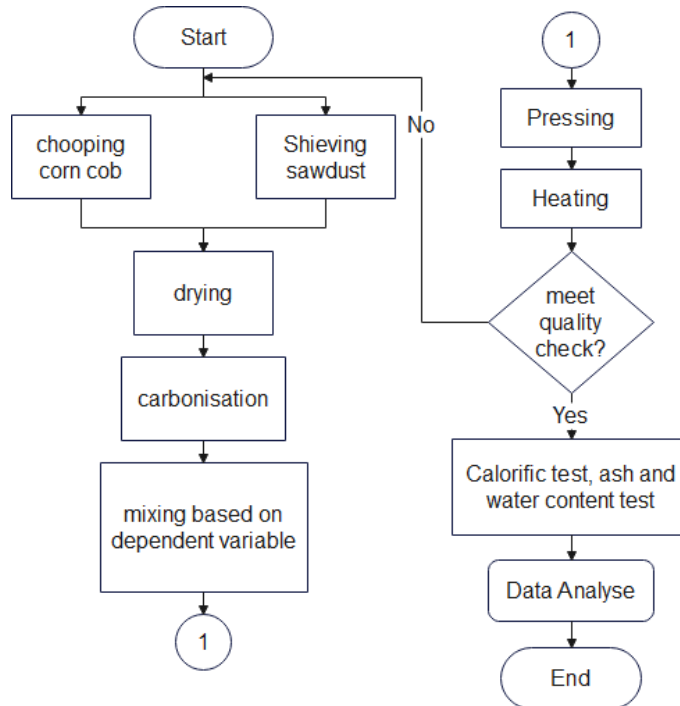 Start
chooping
corn cob
Shieving
sawdust
drying
carbonisation
mixing based on
dependent variable
1
1
Pressing
Heating
meet
quality
check?
No
Yes
Calorific test, ash and
water content test
Data Analyse
End